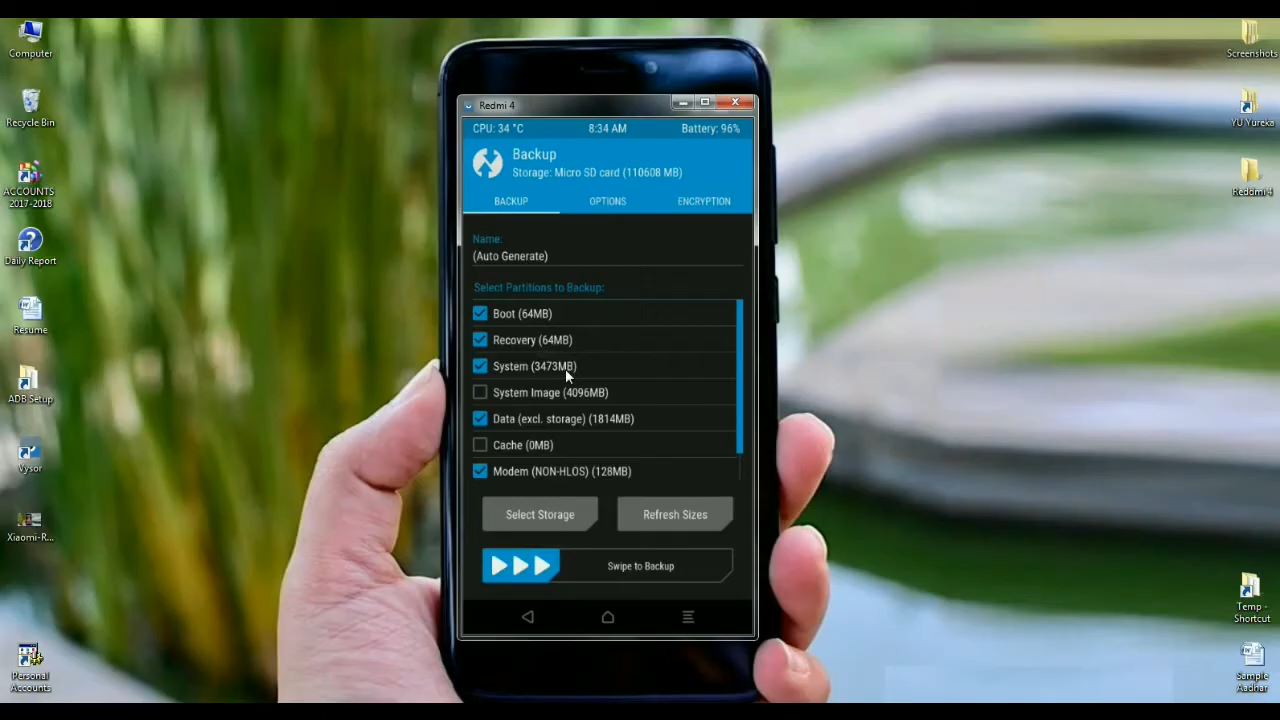 Computer
Recycle Bin
ACCOUNTS
2017-2018
Daily Report
Resume
ADB Setup
Vysor
Xiaomi-R...
Personal
Accounts
Redmi 4
CPU: 34 °C 8:34 AM Battery: 96%
Backup
Storage: Micro SD card (110608 MB)
BACKUP OPTIONS ENCRYPTION
Name:
(Auto Generate)
Select Partitions to Backup:
Boot (64MB)
Recovery (64MB)
System (3473MB)
System Image (4096MB)
Data (excl. storage) (1814MB)
Cache (0MB)
Modem (NON-HLOS) (128MB)
Select Storage Refresh Sizes
Swipe to Backup
Screenshots
YU Yureka
Reddmi 4
Temp -
Shortcut
Sample
Aadhar